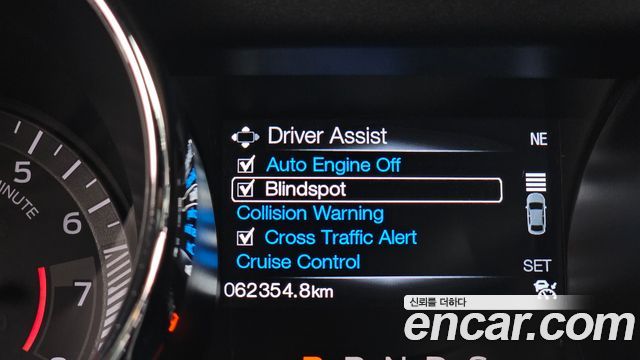 Driver Assist
NE
Auto Engine Off
Blindspot
Collision Warning
Cross Traffic Alert
Cruise Control
SET
062354.8km
5
6
7
MINUTE
신뢰를 더하다
encar.com